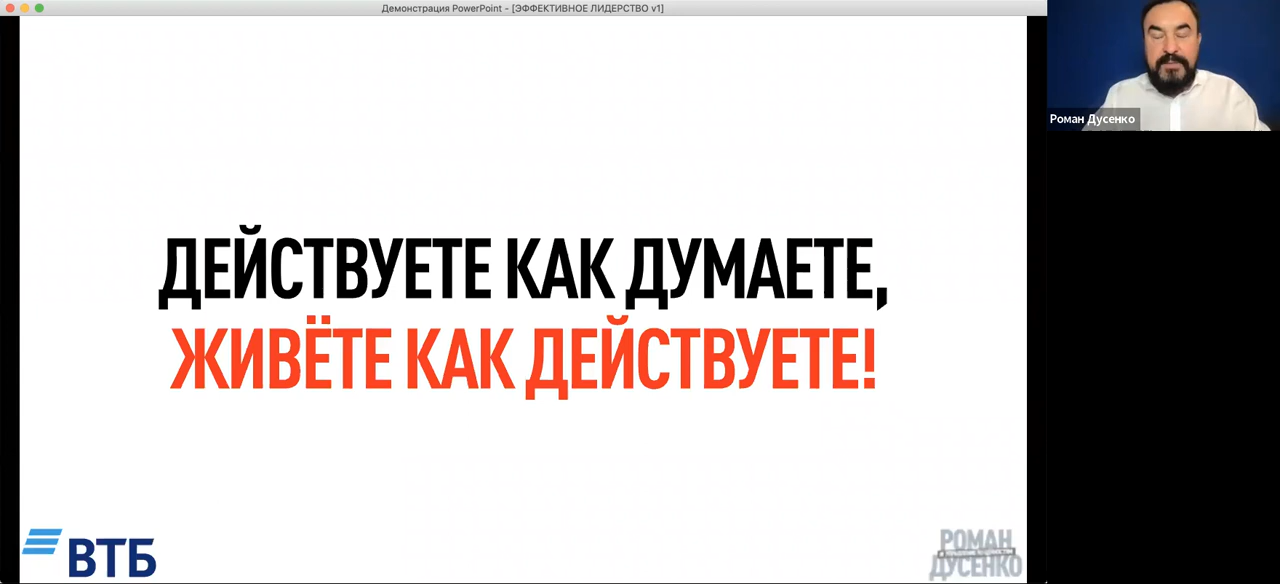 Демонстрация PowerPoint - [ЭФФЕКТИВНОЕ ЛИДЕРСТВО v1]
Роман Дусенко
ДЕЙСТВУЕТЕ КАК ДУМАЕТЕ,
ЖИВЁТЕ КАК ДЕЙСТВУЕТЕ!
ВТБ
РОМАН
ДУСЕНКО